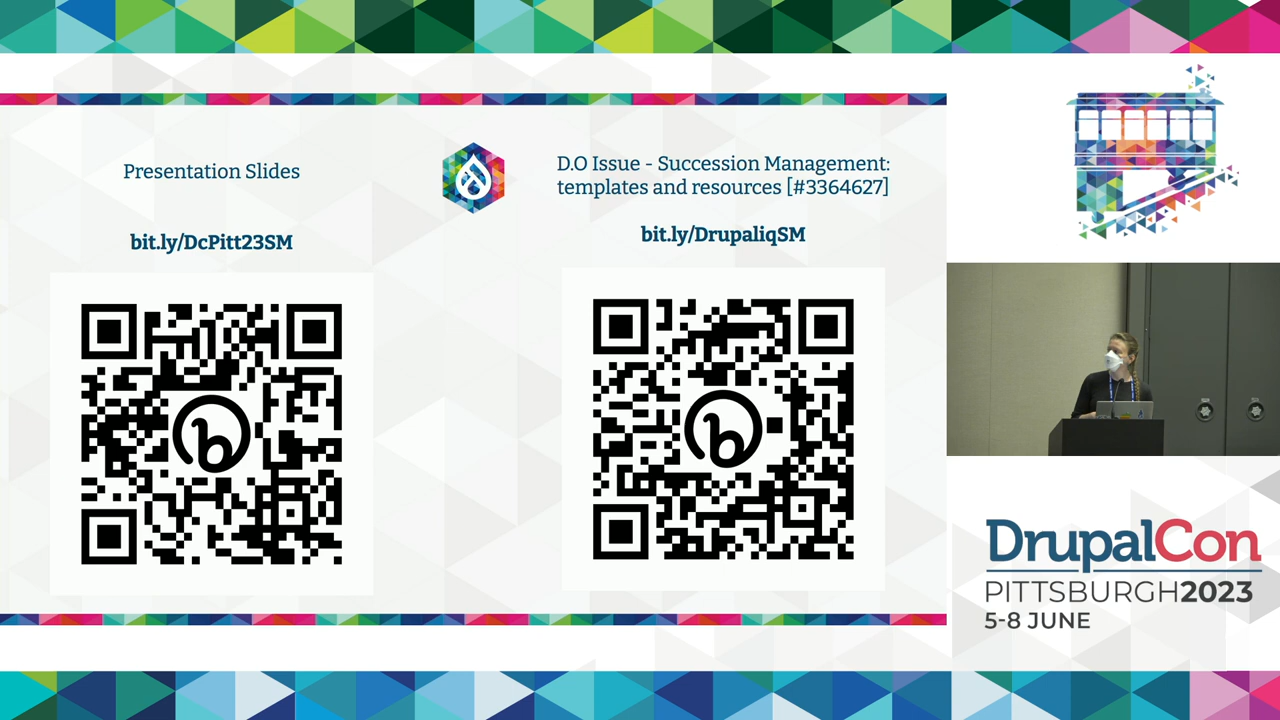 Presentation Slides
bit.ly/DcPitt23SM
D.O Issue - Succession Management:
templates and resources [#3364627]
bit.ly/DrupaliqSM
b
b
DrupalCon
PITTSBURGH2023
5-8 JUNE